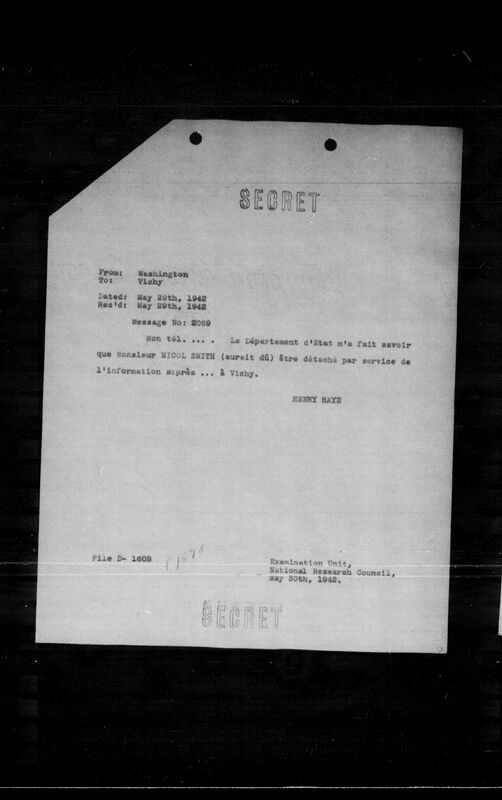 SECRET
From: Washington
To: Vichy
Dated: May 28th, 1942
Rec'd: May 29th, 1942
Message No: 2069
Mon tél. ... . Le Département d'Etat m'a fait savoir
que Monsieur NICOL SMITH (aurait dû) être détaché par service de
l'information auprès ... à Vichy.
HENRY HAYE
File D- 1608
Examination Unit,
National Research Council,
May 30th, 1942.
SECRET